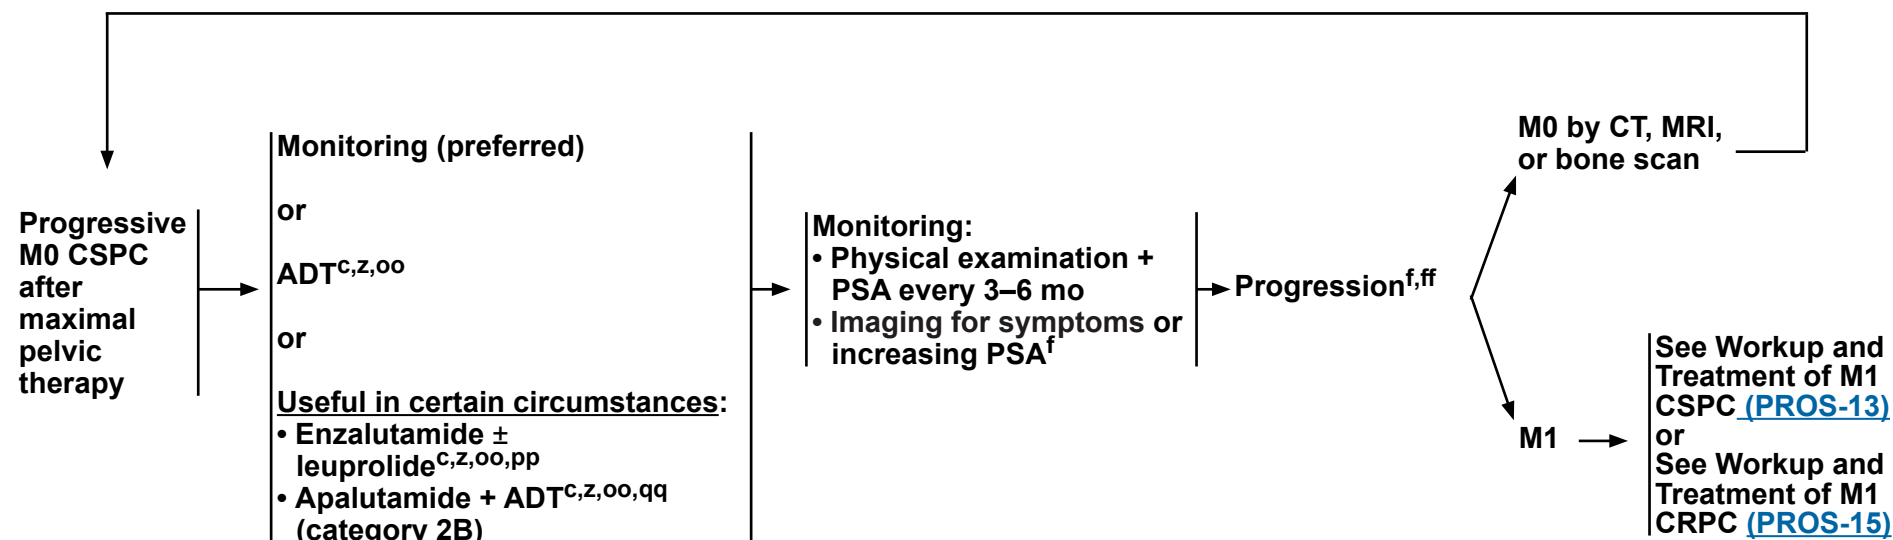 Progressive
M0 CSPC
after
maximal
pelvic
therapy
Monitoring (preferred)
or
ADTc,z,oo
or
Useful in certain circumstances:
• Enzalutamide ±
leuprolidec,z,oo,pp
• Apalutamide + ADTc,z,oo,qq
(category 2B)
Monitoring:
• Physical examination +
PSA every 3–6 mo
• Imaging for symptoms or
increasing PSAf
Progressionf,ff
M0 by CT, MRI,
or bone scan
M1
See Workup and
Treatment of M1
CSPC (PROS-13)
or
See Workup and
Treatment of M1
CRPC (PROS-15)